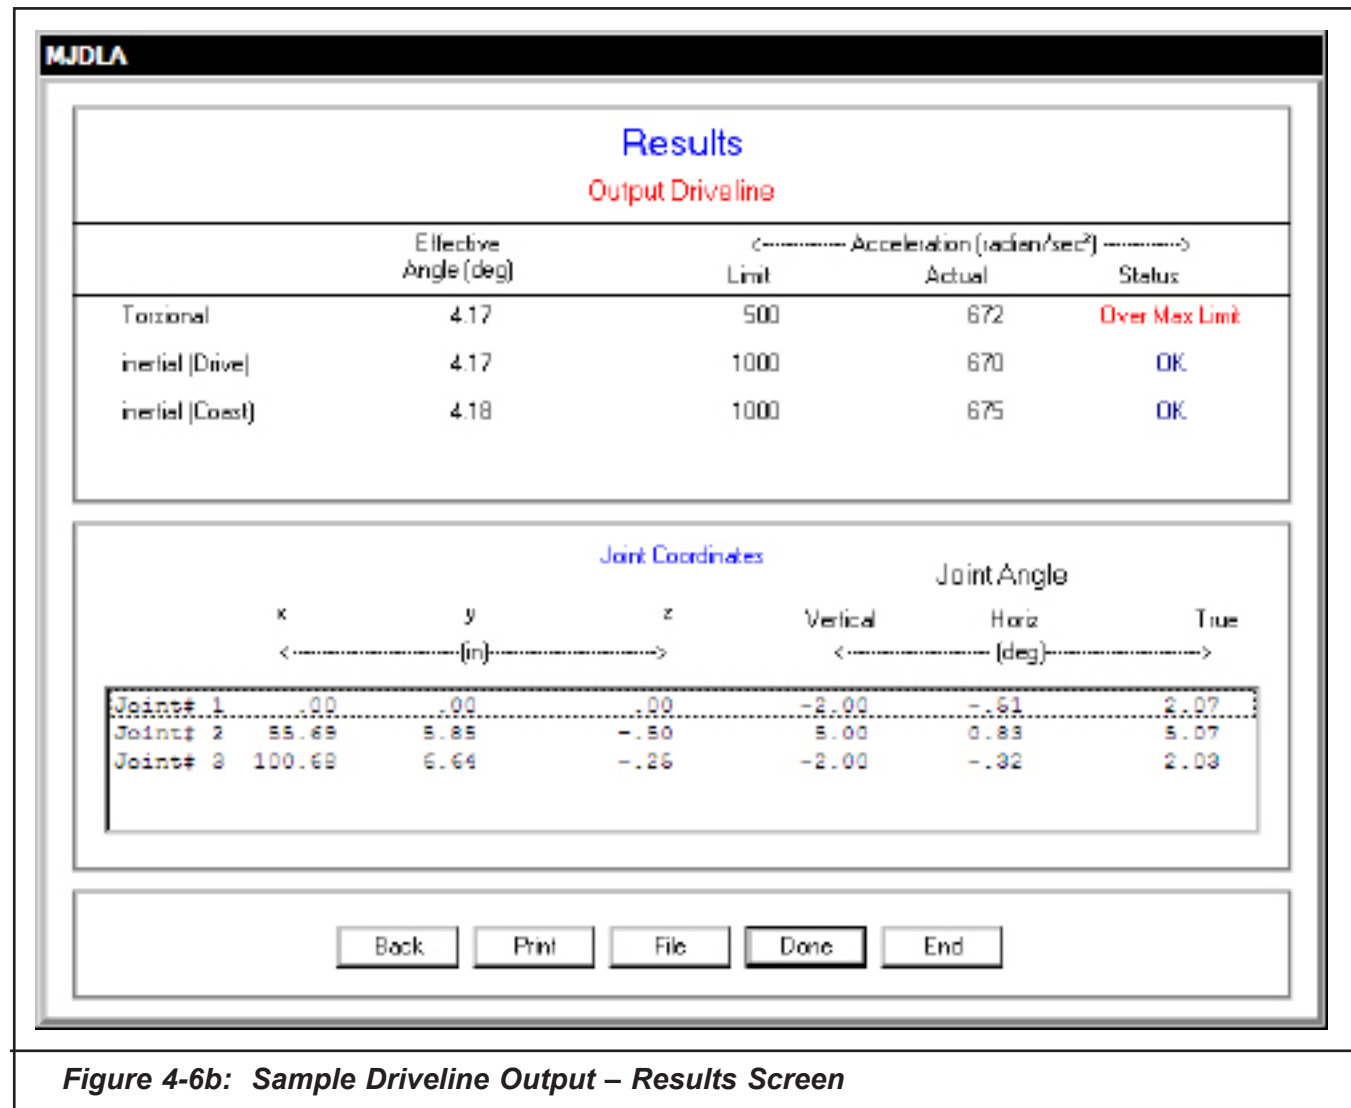 MJDLA
Results
Output Driveline
Effective Angle (deg)
<-------------- Acceleration (radian/sec²) ------------->
Limit Actual Status
Torsional 4.17 500 672 Over Max Limit
inertial (Drive) 4.17 1000 670 OK
inertial (Coast) 4.18 1000 675 OK
Joint Coordinates
Joint Angle
x y z Vertical Horiz True
<----------------------------(in)----------------------------> <----------------------- (deg)-------------------------->
Joint# 1 .00 .00 .00 -2.00 -.51 2.07
Joint# 2 55.69 5.85 -.50 5.00 0.83 5.07
Joint# 3 100.68 6.64 -.26 -2.00 -.32 2.03
Back Print File Done End
Figure 4-6b: Sample Driveline Output – Results Screen